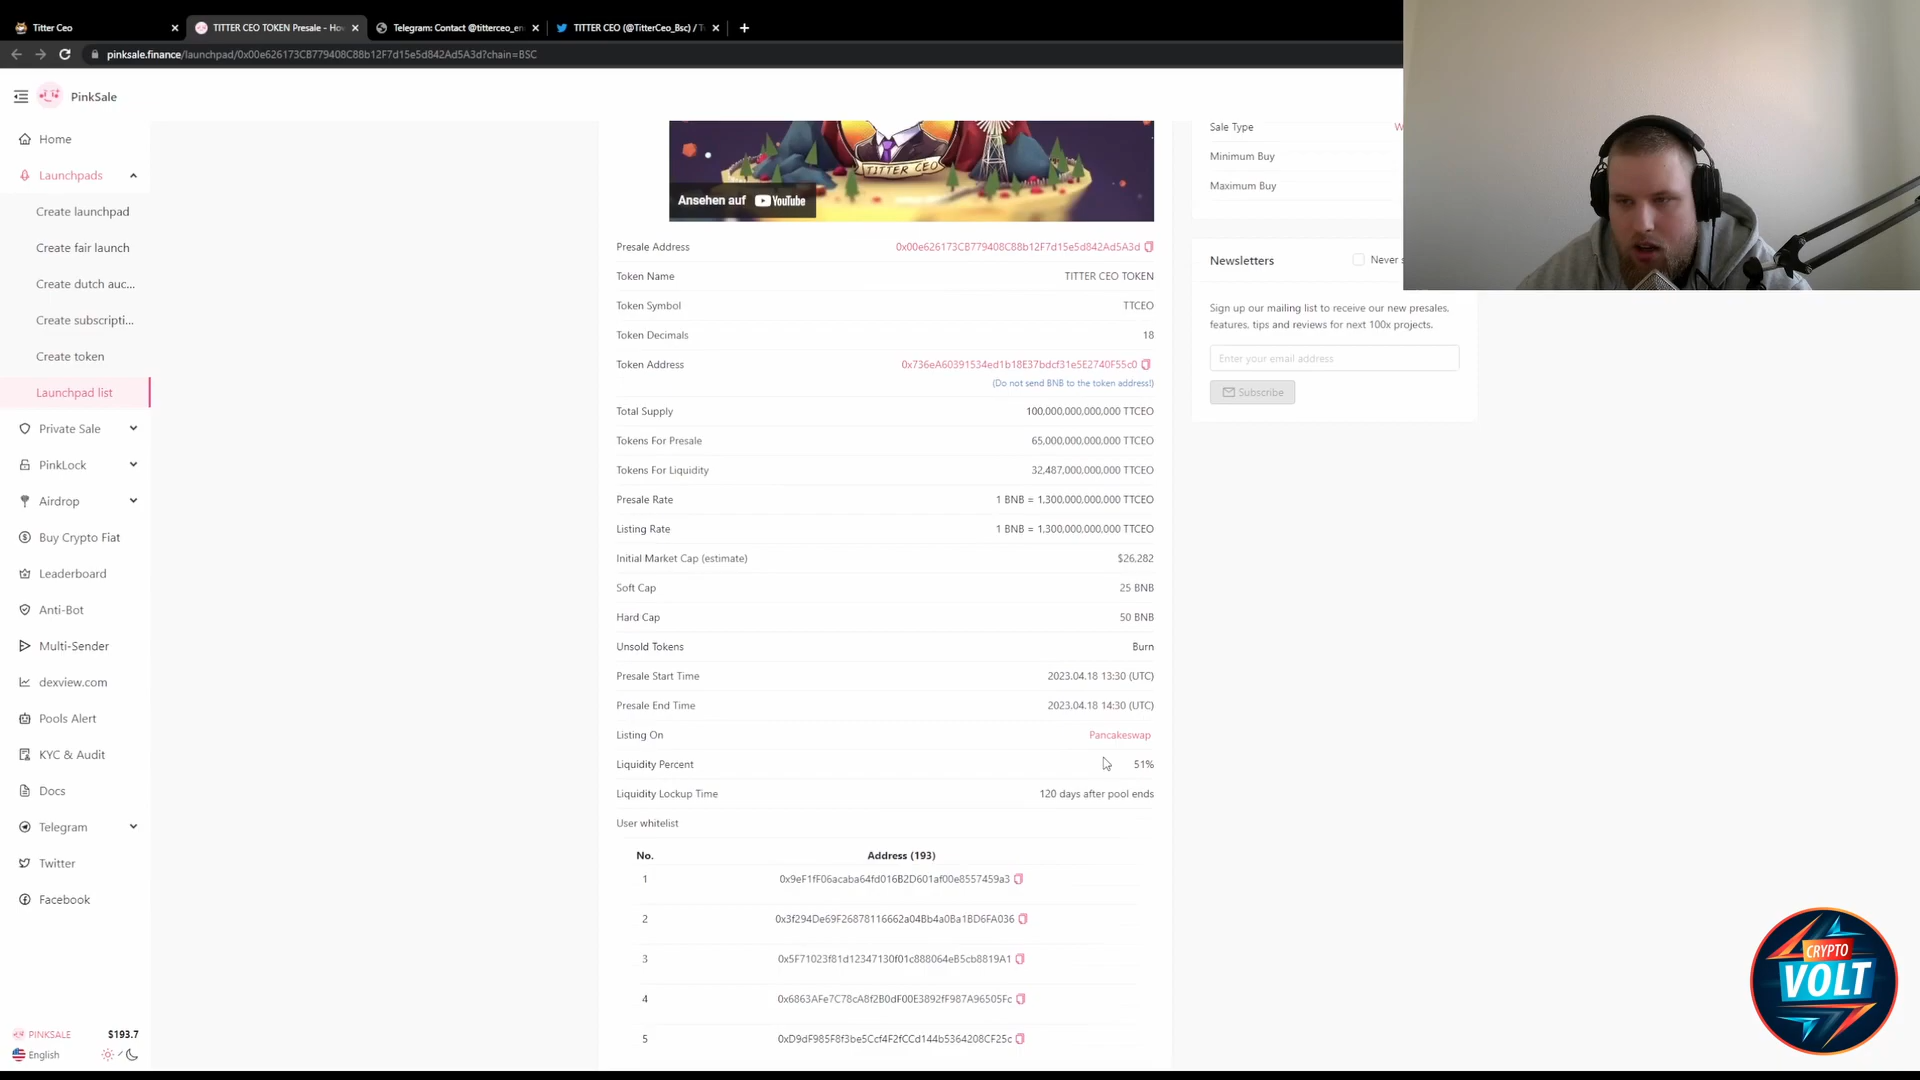 Titter Ceo
TITTER CEO TOKEN Presale - Ho
Telegram: Contact @titterceo_en
TITTER CEO (@TitterCeo_Bsc) / T
pinksale.finance/launchpad/0x00e626173CB779408C88b12F7d15e5d842Ad5A3d?chain=BSC
PinkSale
Home
Launchpads
Create launchpad
Create fair launch
Create dutch auc...
Create subscripti...
Create token
Launchpad list
Private Sale
PinkLock
Airdrop
Buy Crypto Fiat
Leaderboard
Anti-Bot
Multi-Sender
dexview.com
Pools Alert
KYC & Audit
Docs
Telegram
Twitter
Facebook
PINKSALE $193.7
English
TITTER CEO
Ansehen auf YouTube
Presale Address 0x00e626173CB779408C88b12F7d15e5d842Ad5A3d
Token Name TITTER CEO TOKEN
Token Symbol TTCEO
Token Decimals 18
Token Address 0x736eA60391534ed1b18E37bdcf31e5E2740F55c0
(Do not send BNB to the token address!)
Total Supply 100,000,000,000,000 TTCEO
Tokens For Presale 65,000,000,000,000 TTCEO
Tokens For Liquidity 32,487,000,000,000 TTCEO
Presale Rate 1 BNB = 1,300,000,000,000 TTCEO
Listing Rate 1 BNB = 1,300,000,000,000 TTCEO
Initial Market Cap (estimate) $26,282
Soft Cap 25 BNB
Hard Cap 50 BNB
Unsold Tokens Burn
Presale Start Time 2023.04.18 13:30 (UTC)
Presale End Time 2023.04.18 14:30 (UTC)
Listing On Pancakeswap
Liquidity Percent 51%
Liquidity Lockup Time 120 days after pool ends
User whitelist
No. Address (193)
1 0x9eF1fF06acaba64fd016B2D601af00e8557459a3
2 0x3f294De69F26878116662a04Bb4a0Ba1BD6FA036
3 0x5F71023f81d12347130f01c888064eB5cb8819A1
4 0x6863AFe7C78cA8f2B0dF00E3892fF987A96505Fc
5 0xD9dF985F8f3be5Ccf4F2fCCd144b5364208CF25c
Sale Type W
Minimum Buy
Maximum Buy
Newsletters Never s
Sign up our mailing list to receive our new presales,
features, tips and reviews for next 100x projects.
Enter your email address
Subscribe
CRYPTO
VOLT